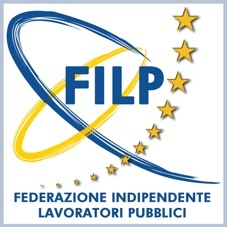 FILP
FEDERAZIONE INDIPENDENTE
LAVORATORI PUBBLICI